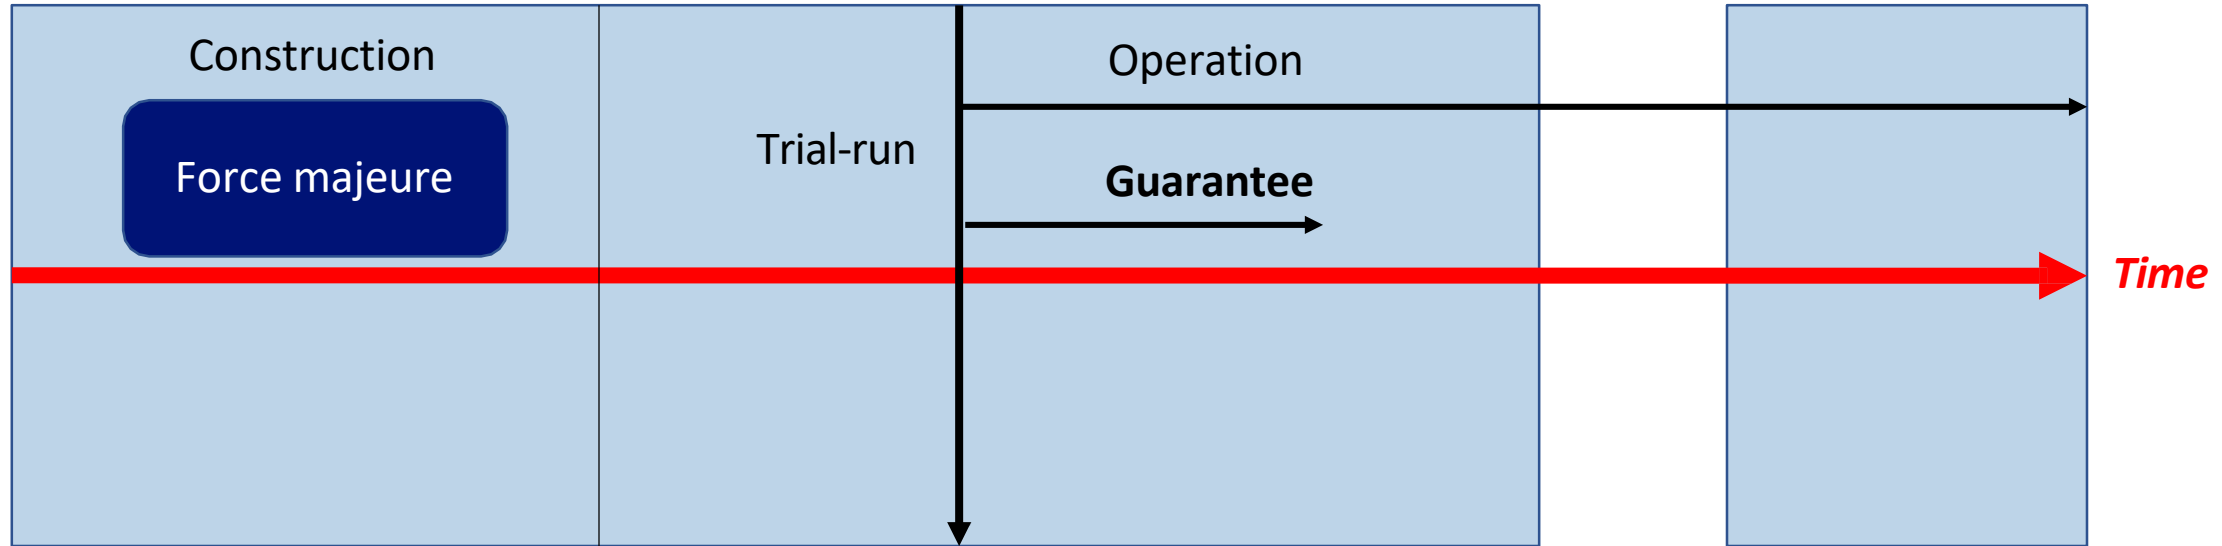 Construction
Operation
Trial-run
Force majeure
Guarantee
Time